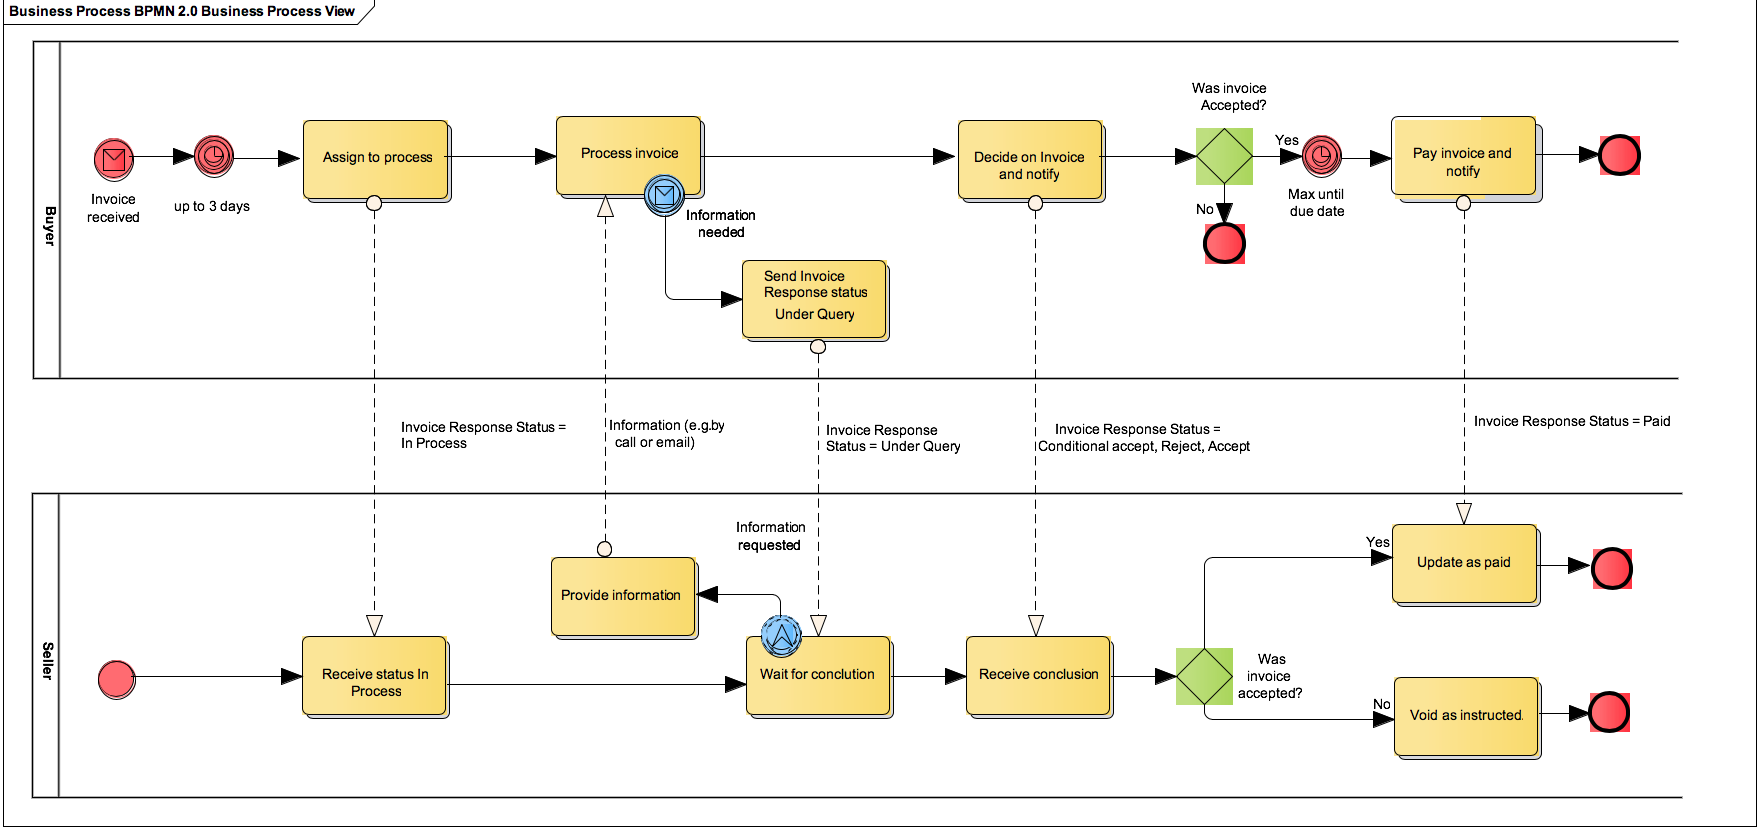 Business Process BPMN 2.0 Business Process View
Buyer
Invoice
received
up to 3 days
Assign to process
Process invoice
Information
needed
Send Invoice
Response status
Under Query
Decide on Invoice
and notify
Was invoice
Accepted?
Yes
No
Max until
due date
Pay invoice and
notify
Invoice Response Status =
In Process
Information (e.g.by
call or email)
Invoice Response
Status = Under Query
Invoice Response Status =
Conditional accept, Reject, Accept
Invoice Response Status = Paid
Seller
Receive status In
Process
Provide information
Information
requested
Wait for conclution
Receive conclusion
Was
invoice
accepted?
Yes
Update as paid
No
Void as instructed.